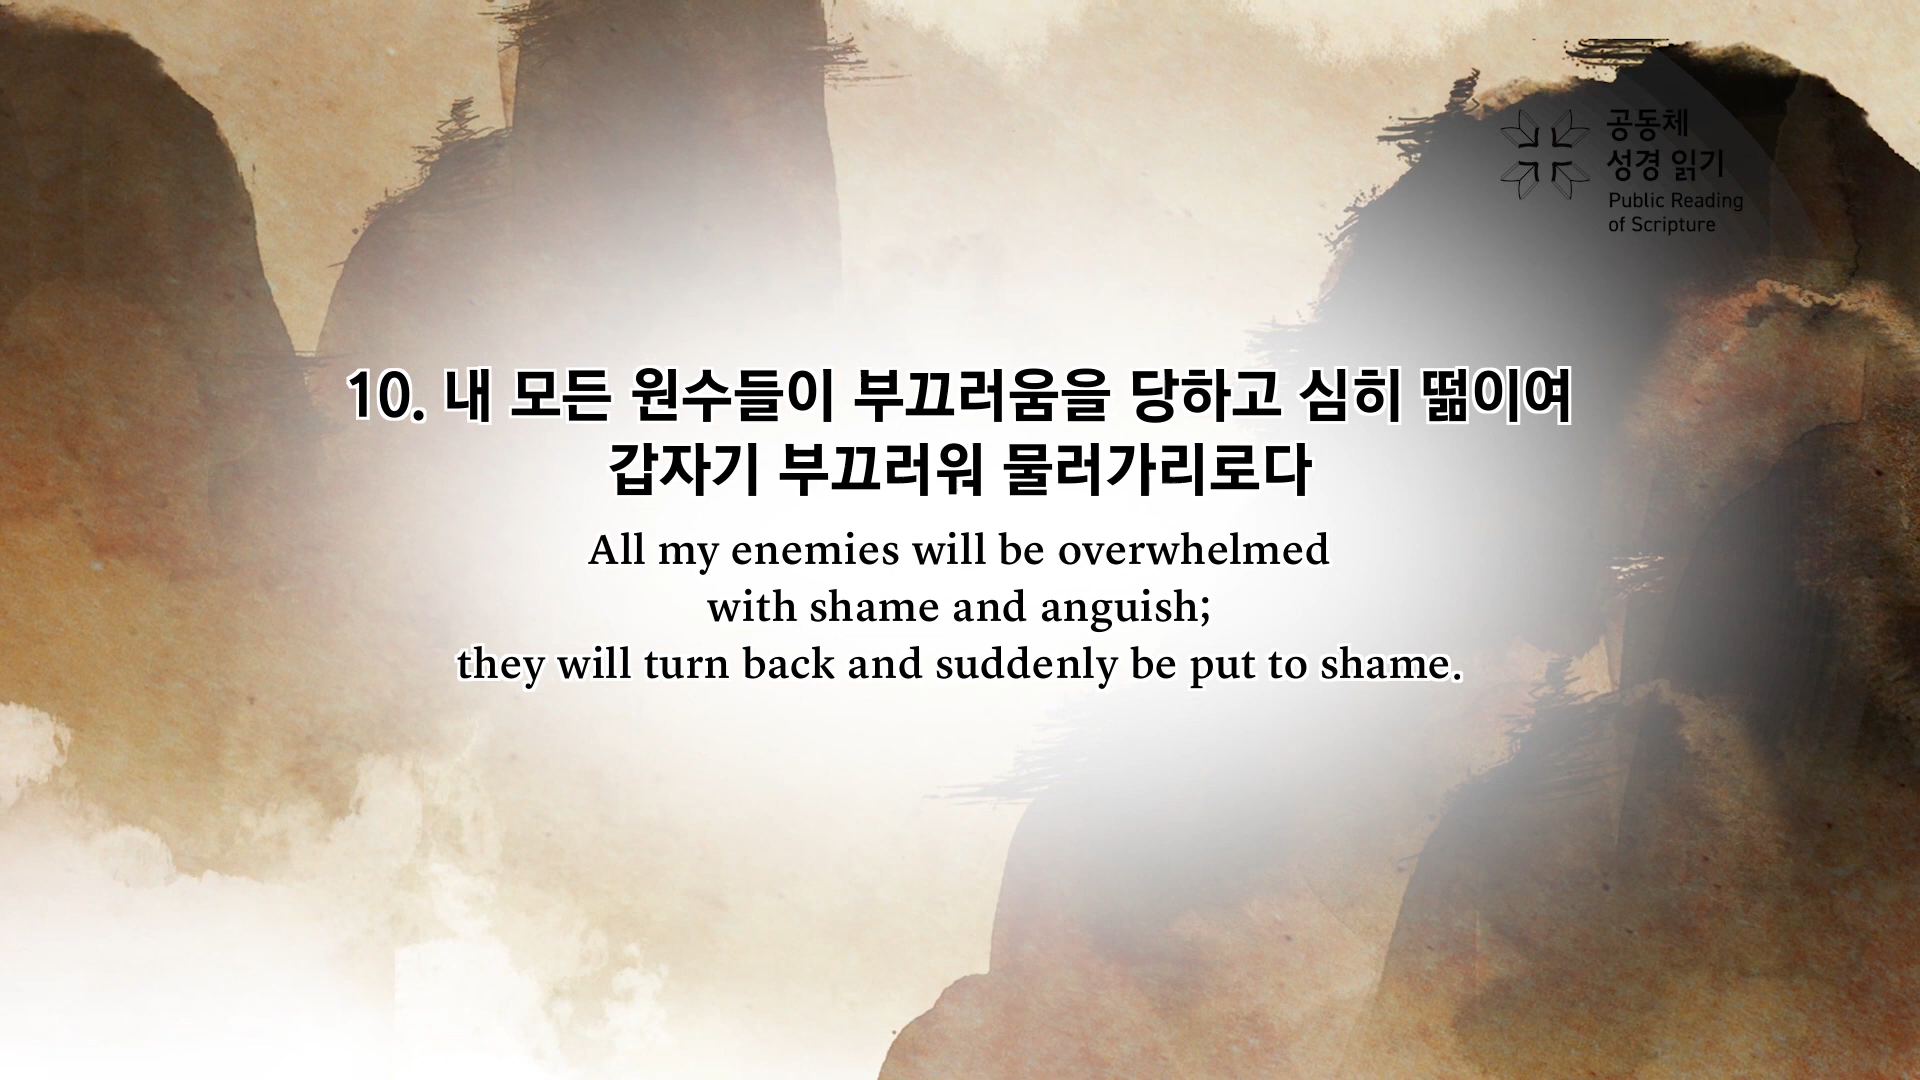 공동체
성경 읽기
Public Reading
of Scripture
10. 내 모든 원수들이 부끄러움을 당하고 심히 떪이여
갑자기 부끄러워 물러가리로다
All my enemies will be overwhelmed
with shame and anguish;
they will turn back and suddenly be put to shame.